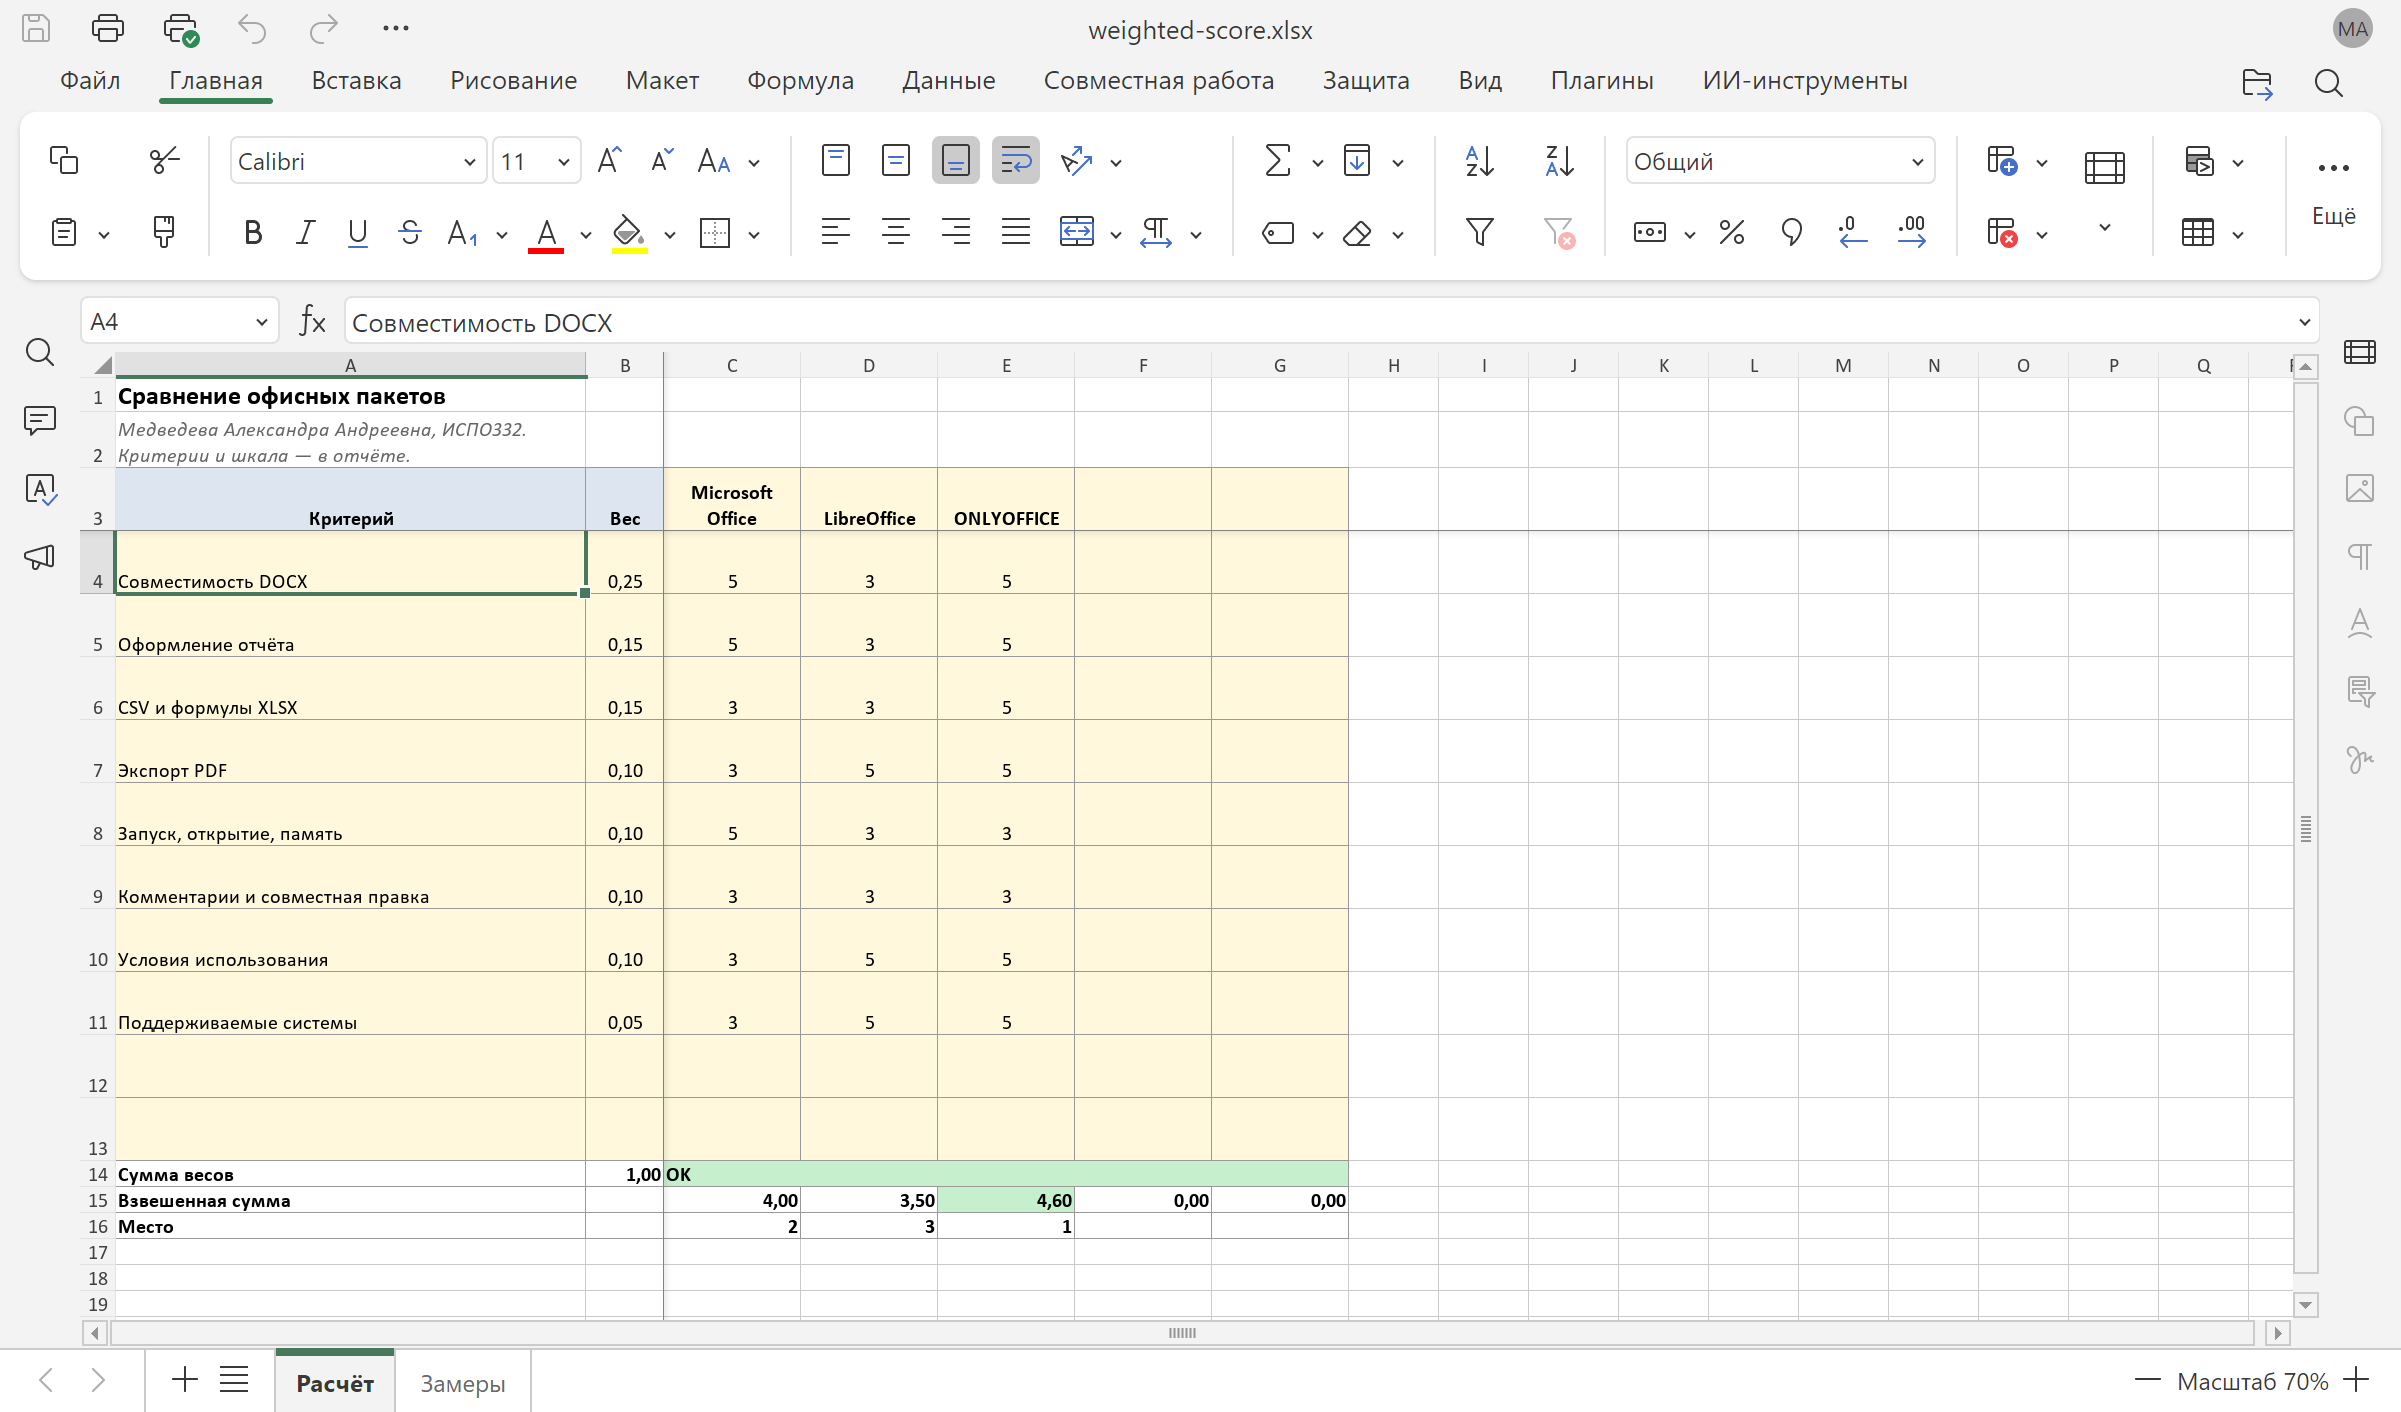 weighted-score.xlsx
MA
Файл Главная Вставка Рисование Макет Формула Данные Совместная работа Защита Вид Плагины ИИ-инструменты
Calibri 11 Общий
Ещё
A4 fx Совместимость DOCX
A B C D E F G H I J K L M N O P Q
1 Сравнение офисных пакетов
Медведева Александра Андреевна, ИСПО332.
2 Критерии и шкала — в отчёте.
Microsoft
3 Критерий Вес Office LibreOffice ONLYOFFICE
4 Совместимость DOCX 0,25 5 3 5
5 Оформление отчёта 0,15 5 3 5
6 CSV и формулы XLSX 0,15 3 3 5
7 Экспорт PDF 0,10 3 5 5
8 Запуск, открытие, память 0,10 5 3 3
9 Комментарии и совместная правка 0,10 3 3 3
10 Условия использования 0,10 3 5 5
11 Поддерживаемые системы 0,05 3 5 5
12
13
14 Сумма весов 1,00 OK
15 Взвешенная сумма 4,00 3,50 4,60 0,00 0,00
16 Место 2 3 1
17
18
19
Расчёт Замеры Масштаб 70%